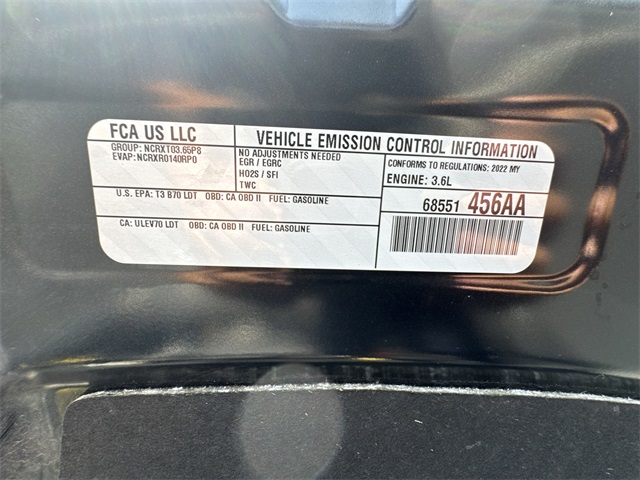 FCA US LLC
GROUP: NCRXT03.65P8
EVAP: NCRXR0140RP0
VEHICLE EMISSION CONTROL INFORMATION
NO ADJUSTMENTS NEEDED
EGR / EGRC
HO2S / SFI
TWC
CONFORMS TO REGULATIONS: 2022 MY
ENGINE: 3.6L
U.S. EPA: T3 B70 LDT OBD: CA OBD II FUEL: GASOLINE
CA: ULEV70 LDT OBD: CA OBD II FUEL: GASOLINE
68551 456AA